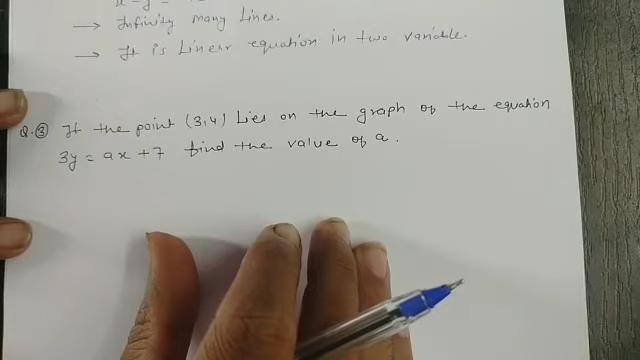 → Infinity many Lines.
→ It is Linear equation in two variable.
Q.③ If the point (3,4) Lies on the graph of the equation
3y = ax + 7 find the value of a.